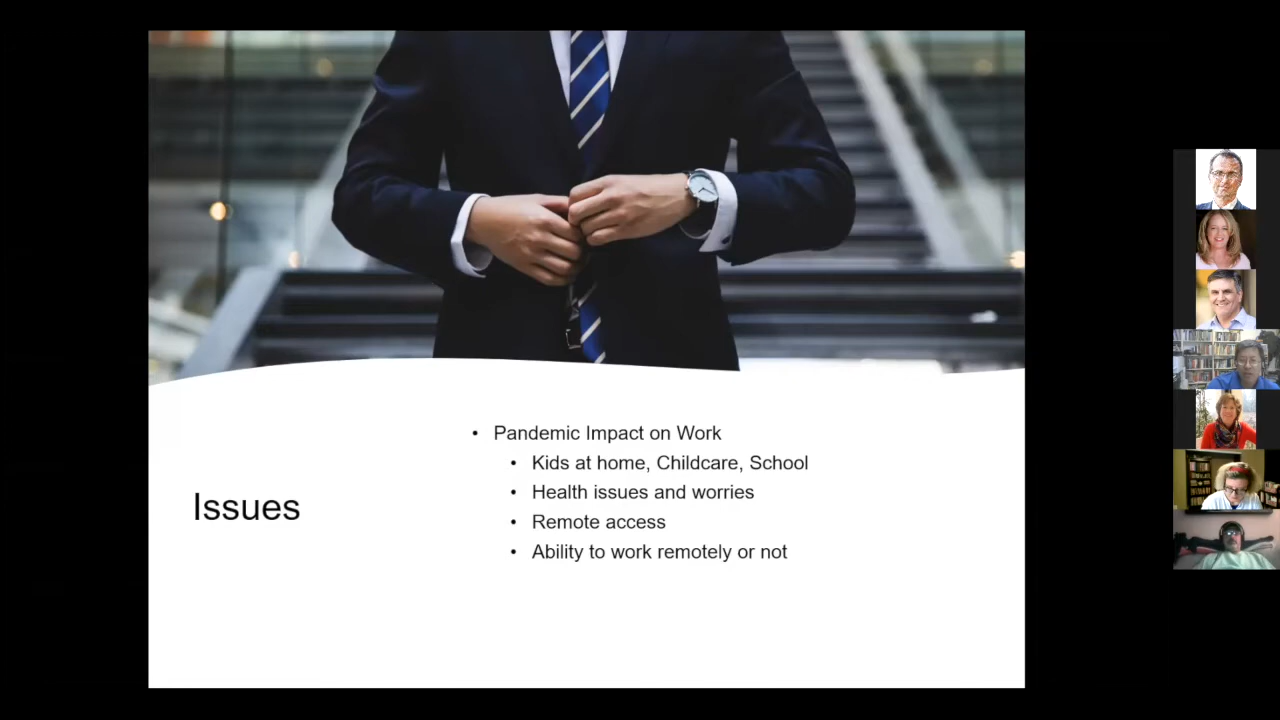 Issues
• Pandemic Impact on Work
• Kids at home, Childcare, School
• Health issues and worries
• Remote access
• Ability to work remotely or not